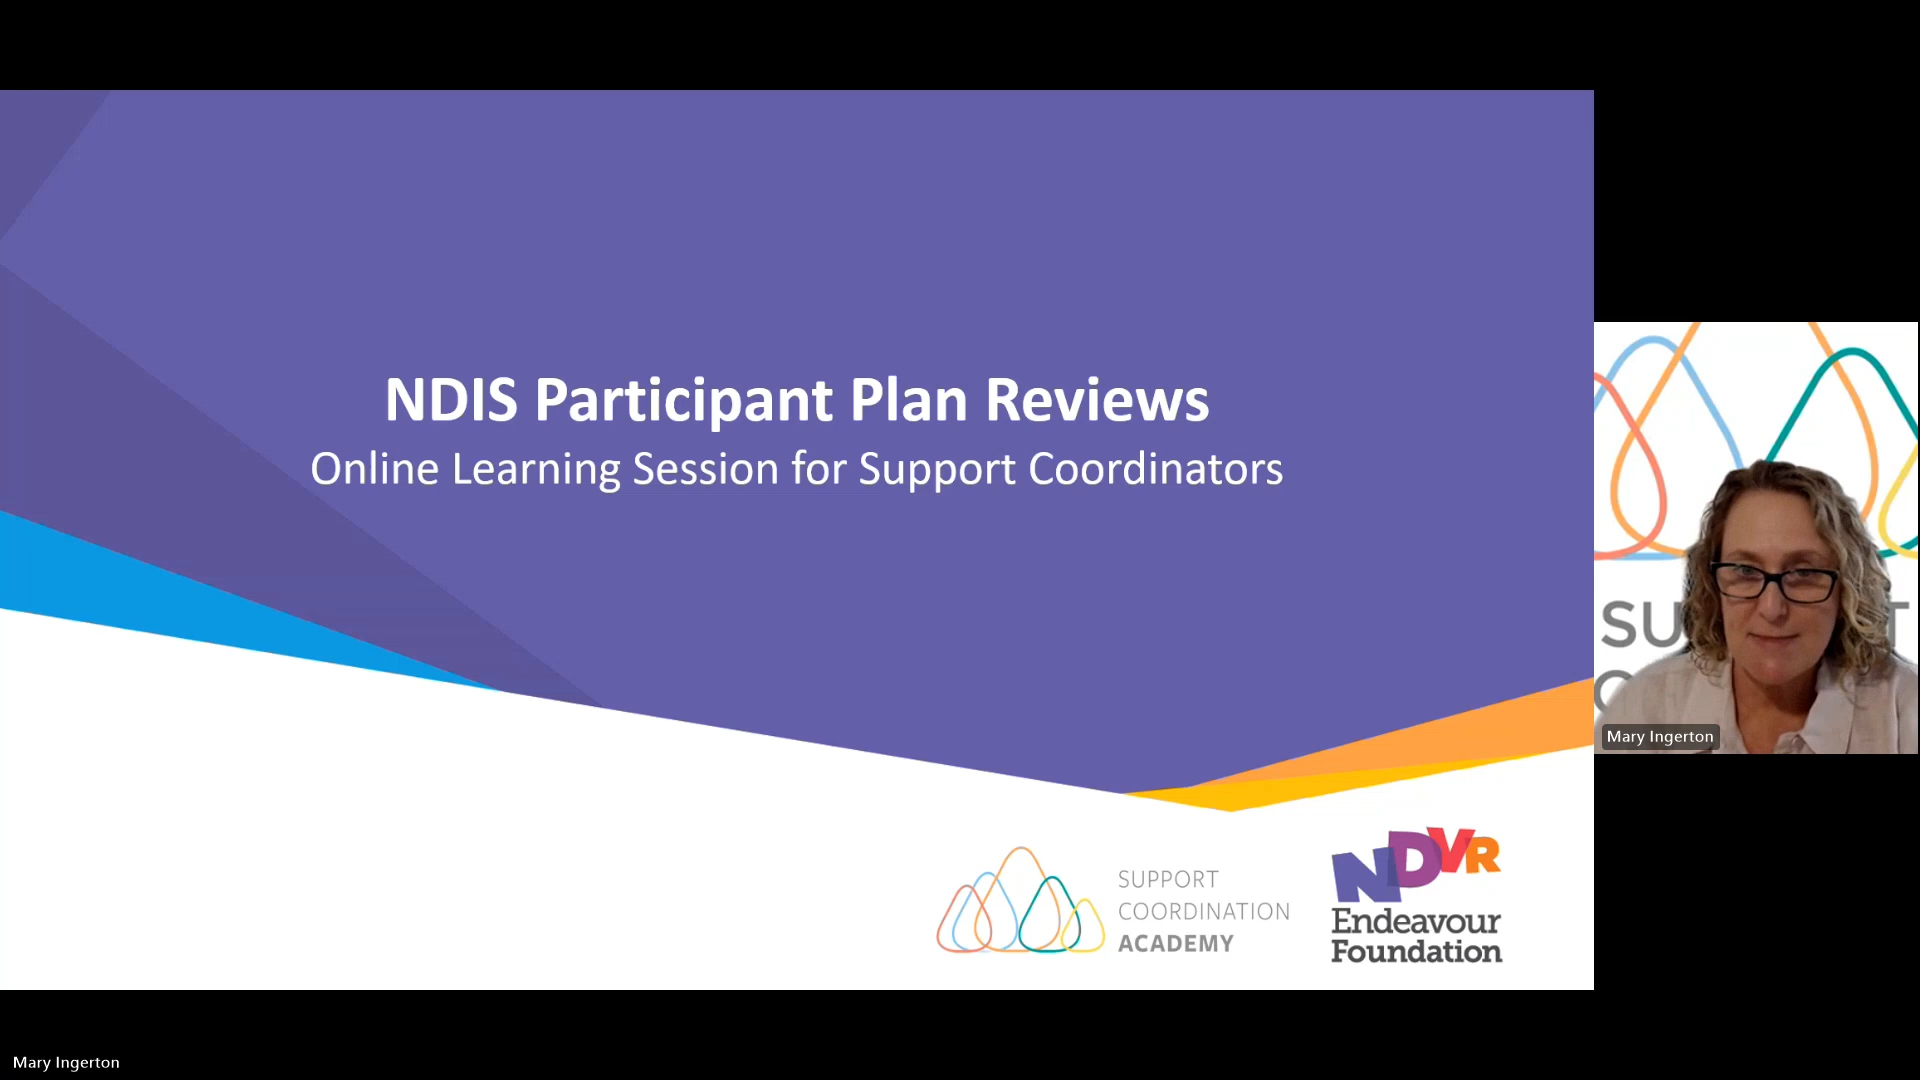 NDIS Participant Plan Reviews
Online Learning Session for Support Coordinators
SUPPORT
COORDINATION
ACADEMY
NDVR
Endeavour
Foundation
SU T
Mary Ingerton
Mary Ingerton